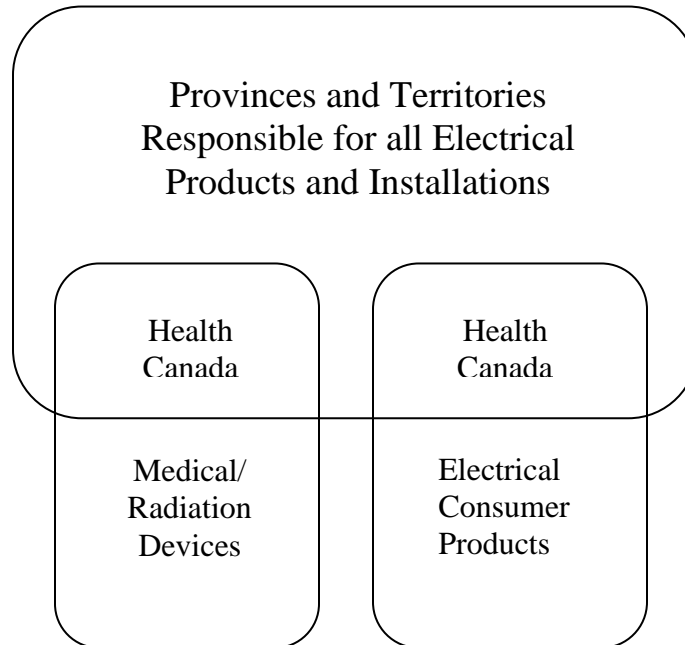 Provinces and Territories
Responsible for all Electrical
Products and Installations
Health
Canada
Health
Canada
Medical/
Radiation
Devices
Electrical
Consumer
Products